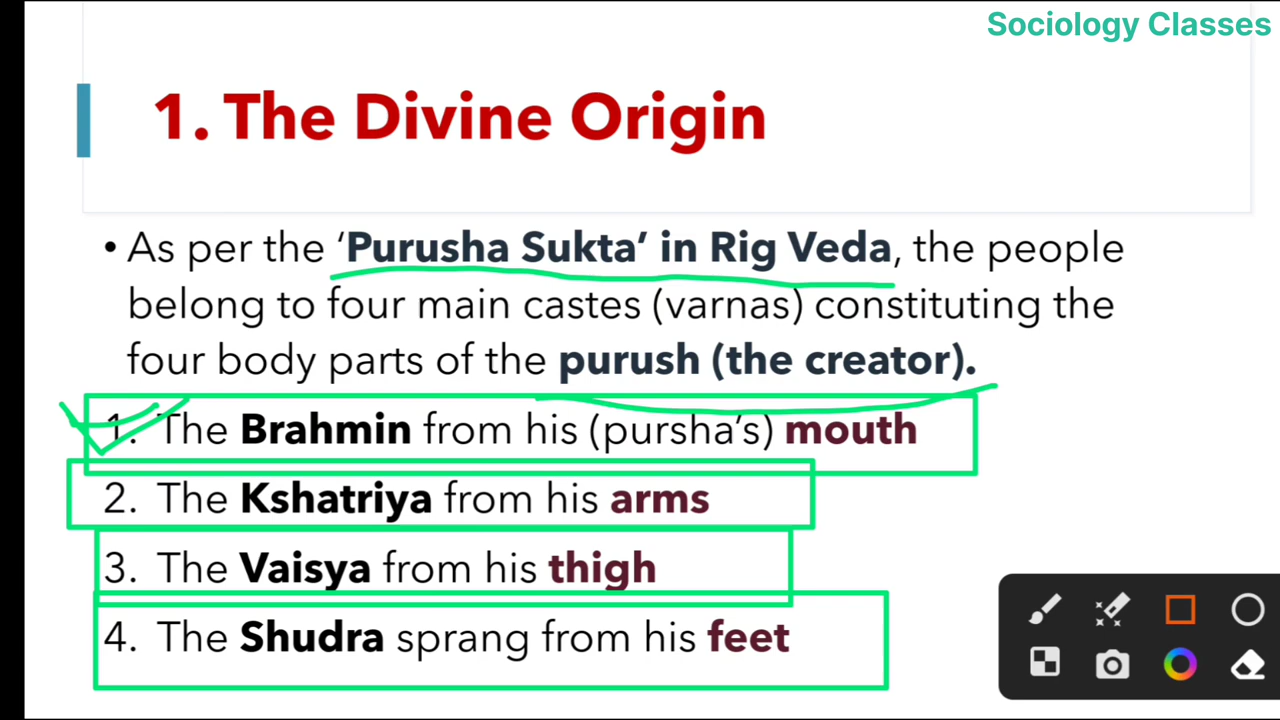 Sociology Classes
1. The Divine Origin
• As per the ‘Purusha Sukta’ in Rig Veda, the people
belong to four main castes (varnas) constituting the
four body parts of the purush (the creator).
1. The Brahmin from his (pursha’s) mouth
2. The Kshatriya from his arms
3. The Vaisya from his thigh
4. The Shudra sprang from his feet